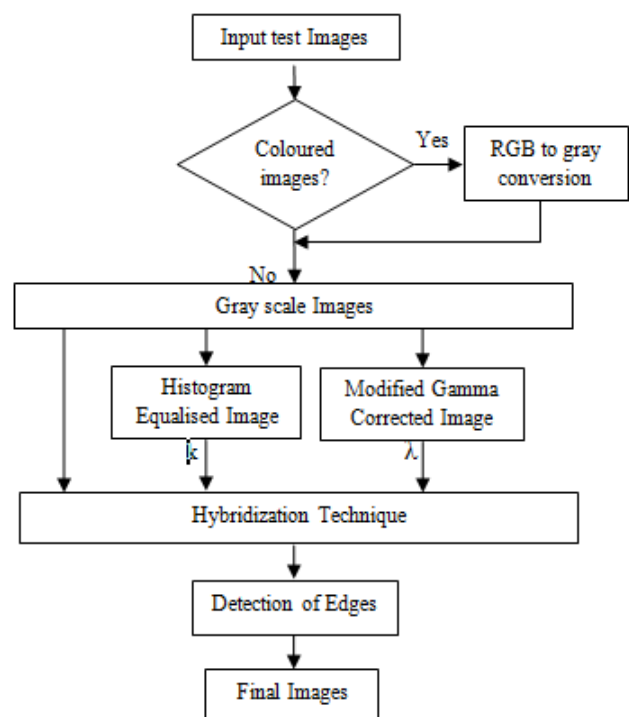 Input test Images
Coloured
images?
Yes
RGB to gray
conversion
No
Gray scale Images
Histogram
Equalised Image
Modified Gamma
Corrected Image
k
λ
Hybridization Technique
Detection of Edges
Final Images